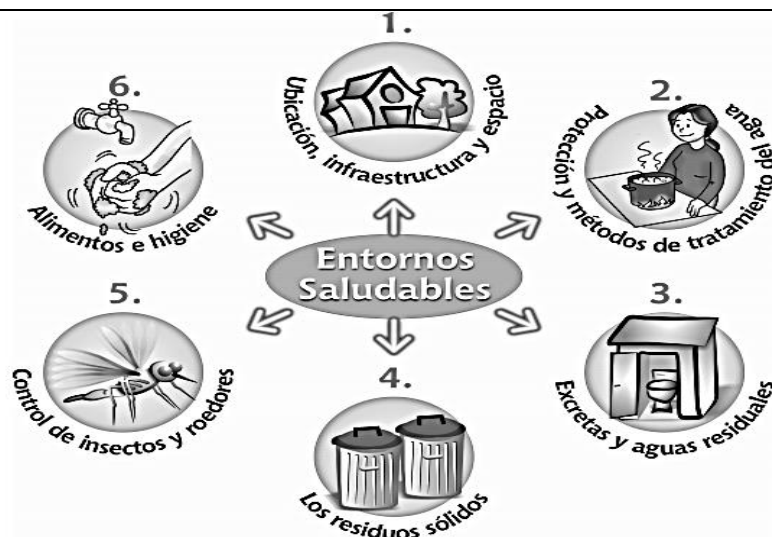 1.
Ubicación, infraestructura y espacio
2.
Protección y métodos de tratamiento del agua
3.
Excretas y aguas residuales
4.
Los residuos sólidos
5.
Control de insectos y roedores
6.
Alimentos e higiene
Entornos
Saludables